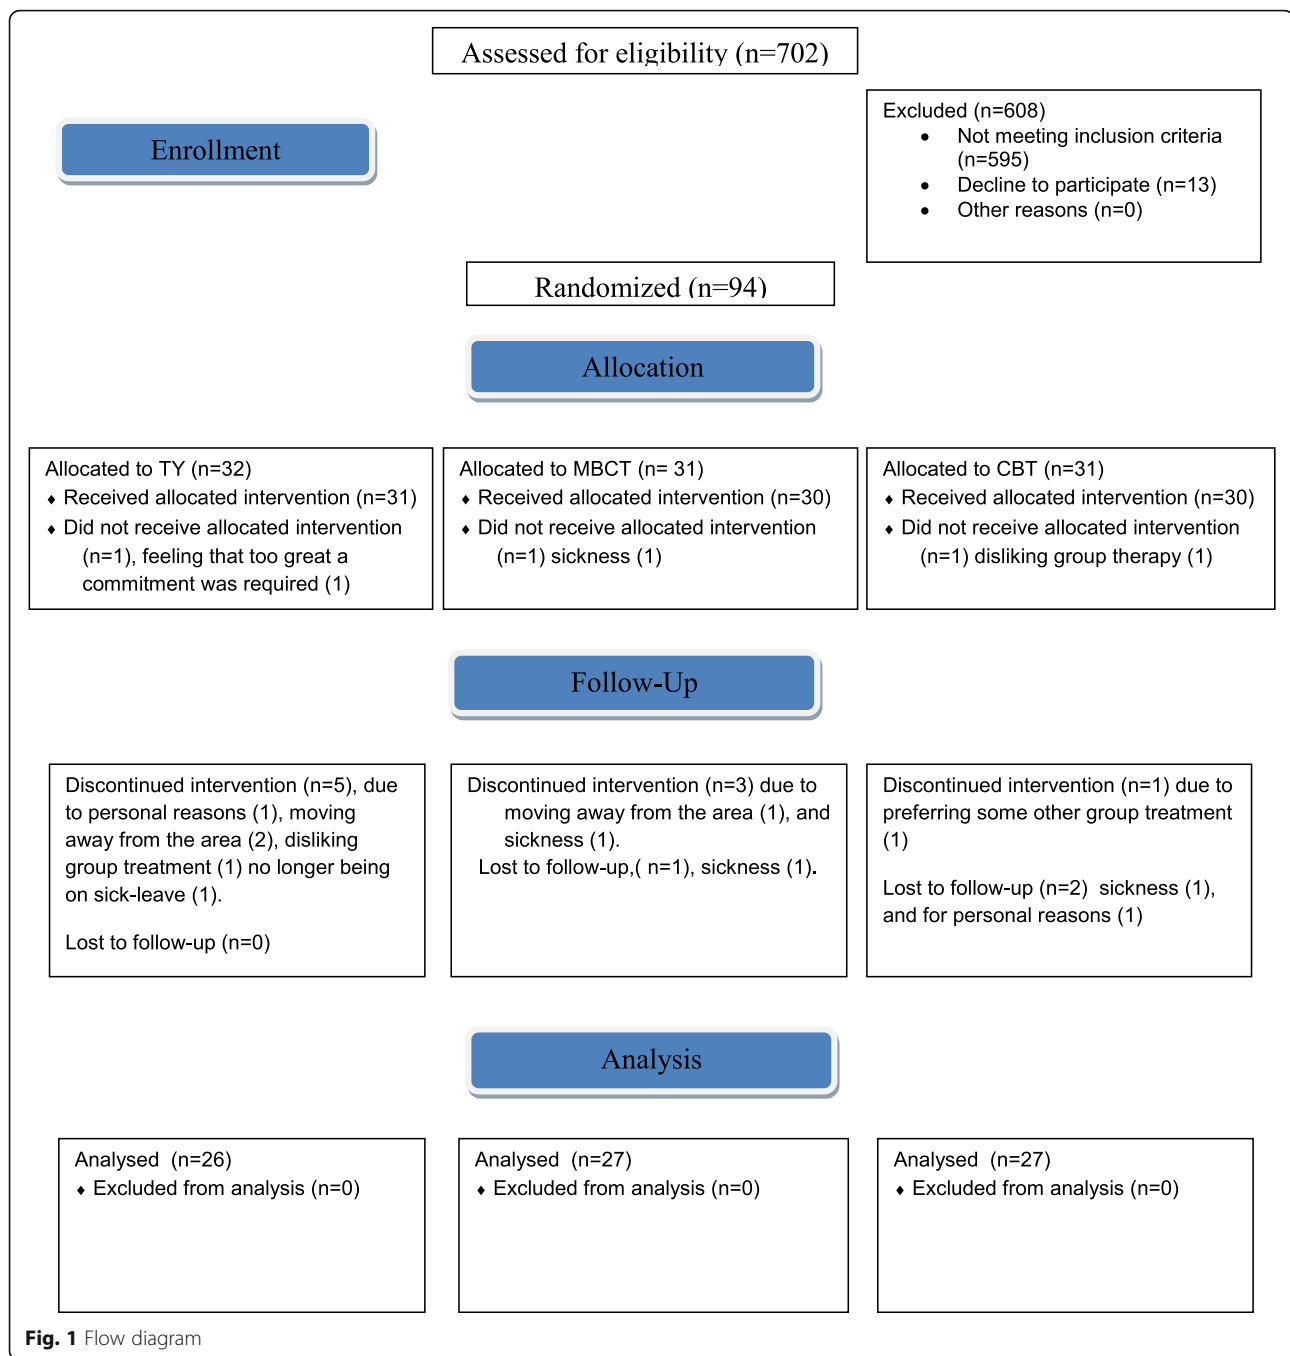 Assessed for eligibility (n=702)
Excluded (n=608)
• Not meeting inclusion criteria
(n=595)
• Decline to participate (n=13)
• Other reasons (n=0)
Enrollment
Randomized (n=94)
Allocation
Allocated to TY (n=32)
♦ Received allocated intervention (n=31)
♦ Did not receive allocated intervention
(n=1), feeling that too great a
commitment was required (1)
Allocated to MBCT (n= 31)
♦ Received allocated intervention (n=30)
♦ Did not receive allocated intervention
(n=1) sickness (1)
Allocated to CBT (n=31)
♦ Received allocated intervention (n=30)
♦ Did not receive allocated intervention
(n=1) disliking group therapy (1)
Follow-Up
Discontinued intervention (n=5), due
to personal reasons (1), moving
away from the area (2), disliking
group treatment (1) no longer being
on sick-leave (1).
Lost to follow-up (n=0)
Discontinued intervention (n=3) due to
moving away from the area (1), and
sickness (1).
Lost to follow-up,( n=1), sickness (1).
Discontinued intervention (n=1) due to
preferring some other group treatment
(1)
Lost to follow-up (n=2) sickness (1),
and for personal reasons (1)
Analysis
Analysed (n=26)
♦ Excluded from analysis (n=0)
Analysed (n=27)
♦ Excluded from analysis (n=0)
Analysed (n=27)
♦ Excluded from analysis (n=0)
Fig. 1 Flow diagram